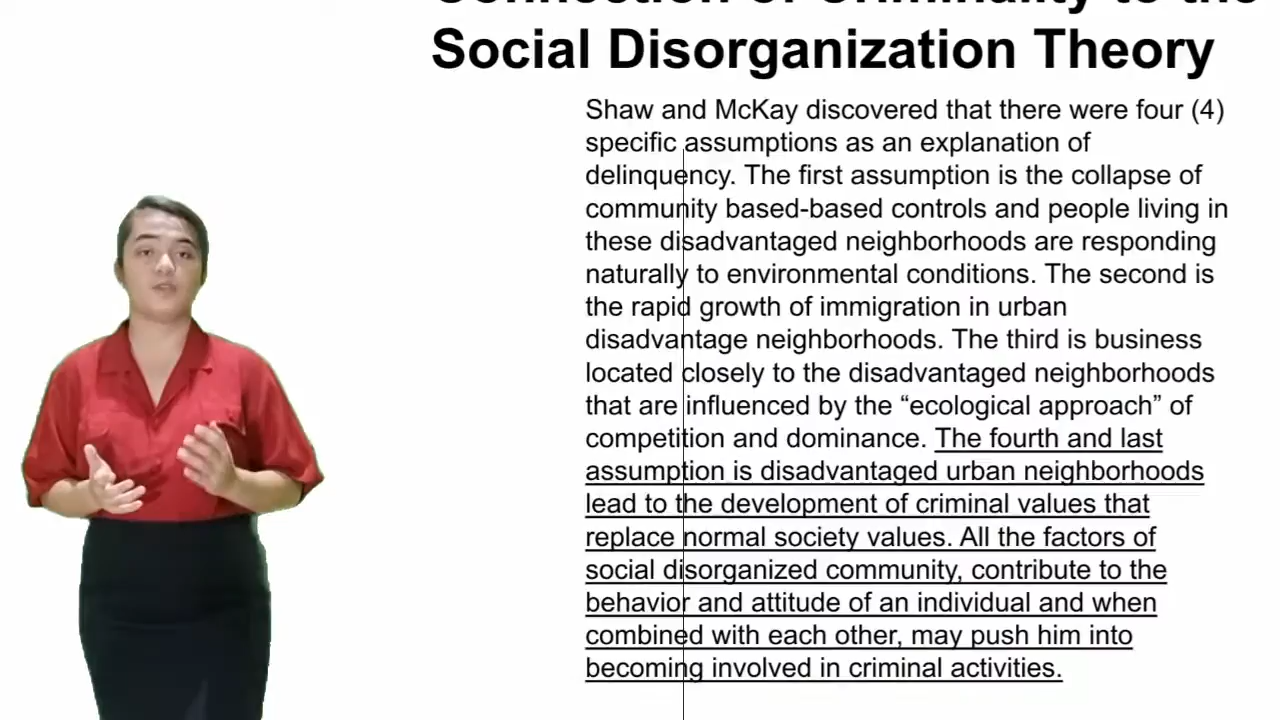 Connection of Criminality to the
Social Disorganization Theory
Shaw and McKay discovered that there were four (4)
specific assumptions as an explanation of
delinquency. The first assumption is the collapse of
community based-based controls and people living in
these disadvantaged neighborhoods are responding
naturally to environmental conditions. The second is
the rapid growth of immigration in urban
disadvantage neighborhoods. The third is business
located closely to the disadvantaged neighborhoods
that are influenced by the “ecological approach” of
competition and dominance. The fourth and last
assumption is disadvantaged urban neighborhoods
lead to the development of criminal values that
replace normal society values. All the factors of
social disorganized community, contribute to the
behavior and attitude of an individual and when
combined with each other, may push him into
becoming involved in criminal activities.